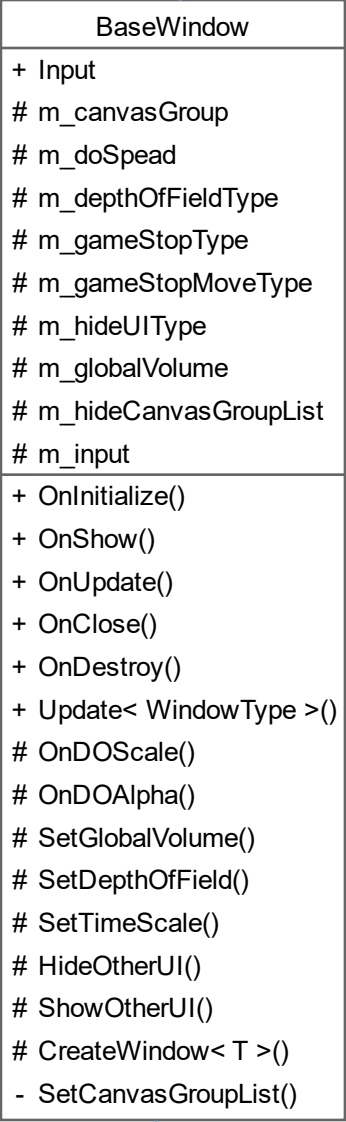 BaseWindow
+ Input
# m_canvasGroup
# m_doSpead
# m_depthOfFieldType
# m_gameStopType
# m_gameStopMoveType
# m_hideUIType
# m_globalVolume
# m_hideCanvasGroupList
# m_input
+ OnInitialize()
+ OnShow()
+ OnUpdate()
+ OnClose()
+ OnDestroy()
+ Update< WindowType >()
# OnDOScale()
# OnDOAlpha()
# SetGlobalVolume()
# SetDepthOfField()
# SetTimeScale()
# HideOtherUI()
# ShowOtherUI()
# CreateWindow< T >()
- SetCanvasGroupList()